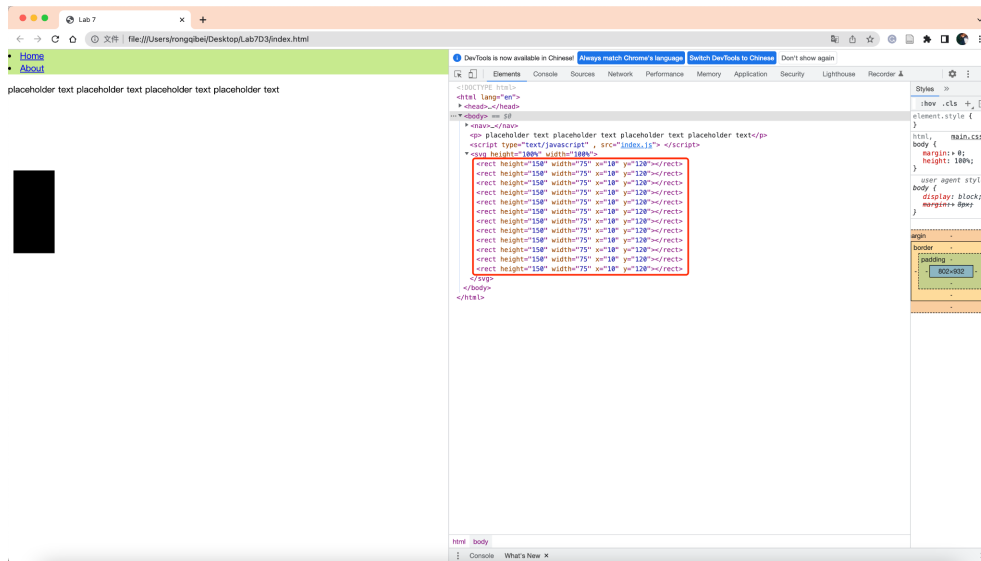 Lab 7 × +
文件 file:///Users/rongqibei/Desktop/Lab7D3/index.html
Home
About
placeholder text placeholder text placeholder text placeholder text
DevTools is now available in Chinese! Always match Chrome's language Switch DevTools to Chinese Don't show again
Elements Console Sources Network Performance Memory Application Security Lighthouse Recorder
<!DOCTYPE html>
<html lang="en">
<head>…</head>
<body> == $0
<nav>…</nav>
<p> placeholder text placeholder text placeholder text placeholder text</p>
<script type="text/javascript" , src="index.js"> </script>
<svg height="100%" width="100%">
<rect height="150" width="75" x="10" y="120"></rect>
<rect height="150" width="75" x="10" y="120"></rect>
<rect height="150" width="75" x="10" y="120"></rect>
<rect height="150" width="75" x="10" y="120"></rect>
<rect height="150" width="75" x="10" y="120"></rect>
<rect height="150" width="75" x="10" y="120"></rect>
<rect height="150" width="75" x="10" y="120"></rect>
<rect height="150" width="75" x="10" y="120"></rect>
<rect height="150" width="75" x="10" y="120"></rect>
<rect height="150" width="75" x="10" y="120"></rect>
<rect height="150" width="75" x="10" y="120"></rect>
<rect height="150" width="75" x="10" y="120"></rect>
</svg>
</body>
</html>
Styles »
:hov .cls +
element.style {
}
html, main.css
body {
margin: 0;
height: 100%;
}
user agent styl
body {
display: block;
margin: 8px;
}
argin -
border -
padding -
- - 802×932 -
-
-
-
html body
Console What's New ×